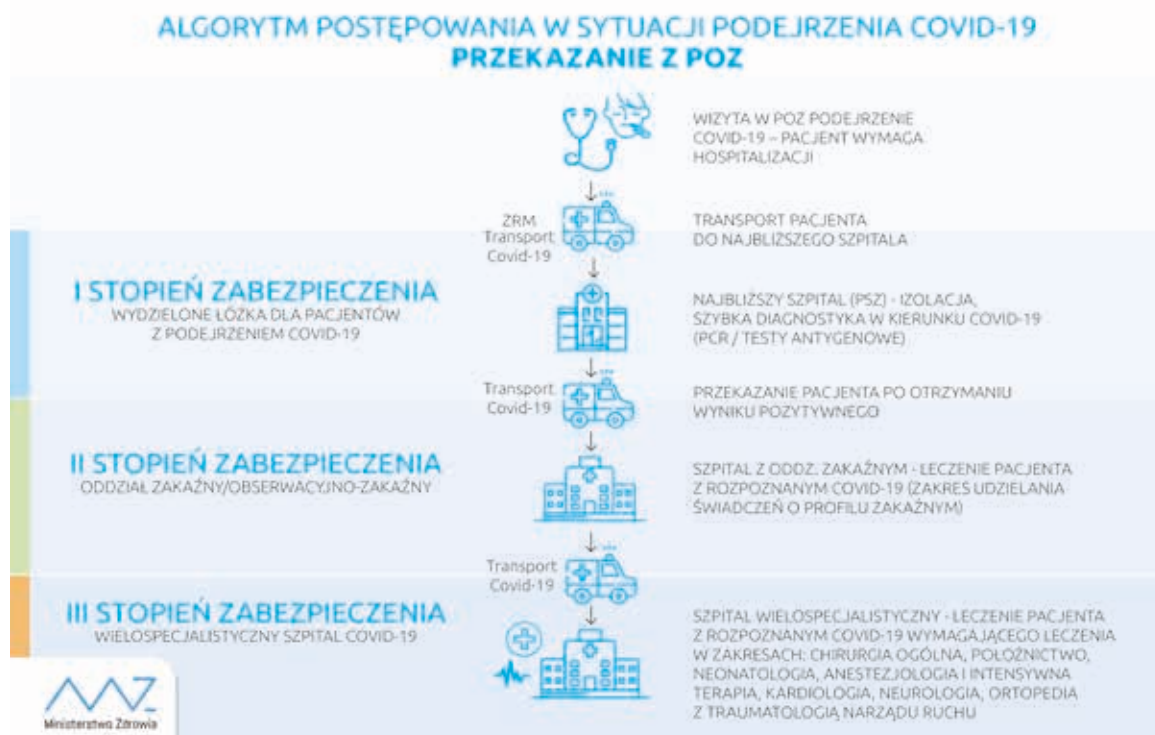 ALGORYTM POSTĘPOWANIA W SYTUACJI PODEJRZENIA COVID-19
PRZEKAZANIE Z POZ
WIZYTA W POZ PODEJRZENIE
COVID-19 – PACJENT WYMAGA
HOSPITALIZACJI
ZRM
Transport
Covid-19
TRANSPORT PACJENTA
DO NAJBLIŻSZEGO SZPITALA
I STOPIEŃ ZABEZPIECZENIA
WYDZIELONE ŁÓŻKA DLA PACJENTÓW
Z PODEJRZENIEM COVID-19
NAJBLIŻSZY SZPITAL (PSZ) - IZOLACJA,
SZYBKA DIAGNOSTYKA W KIERUNKU COVID-19
(PCR / TESTY ANTYGENOWE)
Transport
Covid-19
PRZEKAZANIE PACJENTA PO OTRZYMANIU
WYNIKU POZYTYWNEGO
II STOPIEŃ ZABEZPIECZENIA
ODDZIAŁ ZAKAŹNY/OBSERWACYJNO-ZAKAŹNY
SZPITAL Z ODDZ. ZAKAŹNYM - LECZENIE PACJENTA
Z ROZPOZNANYM COVID-19 (ZAKRES UDZIELANIA
ŚWIADCZEŃ O PROFILU ZAKAŹNYM)
Transport
Covid-19
III STOPIEŃ ZABEZPIECZENIA
WIELOSPECJALISTYCZNY SZPITAL COVID-19
SZPITAL WIELOSPECJALISTYCZNY - LECZENIE PACJENTA
Z ROZPOZNANYM COVID-19 WYMAGAJĄCEGO LECZENIA
W ZAKRESACH: CHIRURGIA OGÓLNA, POŁOŻNICTWO,
NEONATOLOGIA, ANESTEZJOLOGIA I INTENSYWNA
TERAPIA, KARDIOLOGIA, NEUROLOGIA, ORTOPEDIA
Z TRAUMATOLOGIĄ NARZĄDU RUCHU
MZ
Ministerstwo Zdrowia